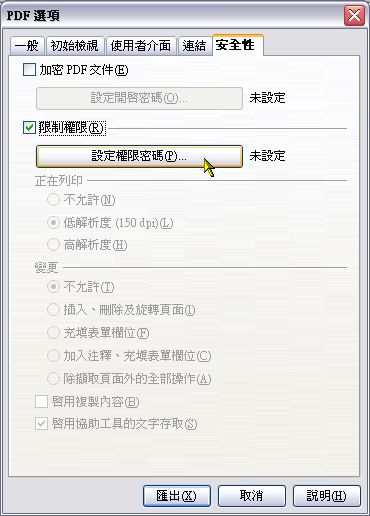 PDF 選項
一般 初始檢視 使用者介面 連結 安全性
加密 PDF 文件(E)
設定開啓密碼(O)... 未設定
限制權限(R)
設定權限密碼(P)... 未設定
正在列印
不允許(N)
低解析度 (150 dpi)(L)
高解析度(H)
變更
不允許(T)
插入、刪除及旋轉頁面(I)
充填表單欄位(F)
加入注釋、充填表單欄位(C)
除擷取頁面外的全部操作(A)
啓用複製內容(B)
啓用協助工具的文字存取(S)
匯出(X) 取消 說明(H)